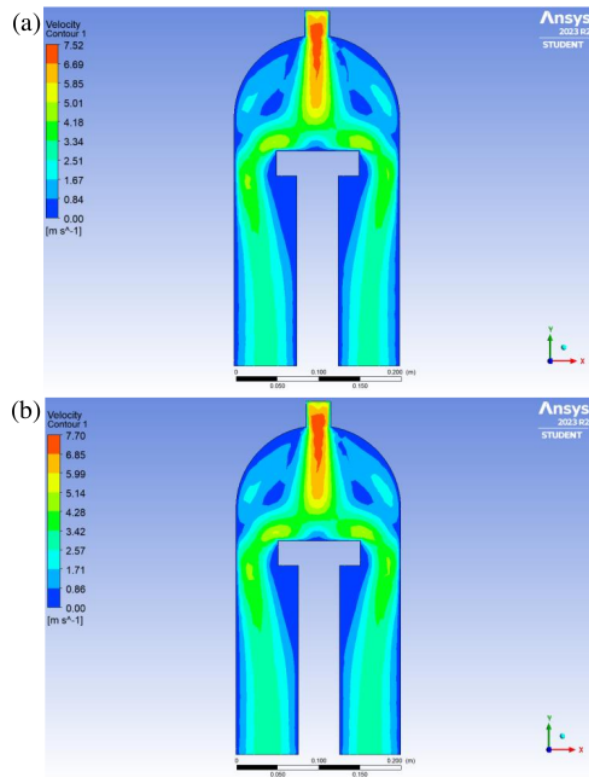 (a)
Velocity
Contour 1
7.52
6.69
5.85
5.01
4.18
3.34
2.51
1.67
0.84
0.00
[m s^-1]
Ansys
2023 R2
STUDENT
Y
X
0 0.100 0.200 (m)
0.050 0.150
(b)
Velocity
Contour 1
7.70
6.85
5.99
5.14
4.28
3.42
2.57
1.71
0.86
0.00
[m s^-1]
Ansys
2023 R2
STUDENT
Y
X
0 0.100 0.200 (m)
0.050 0.150